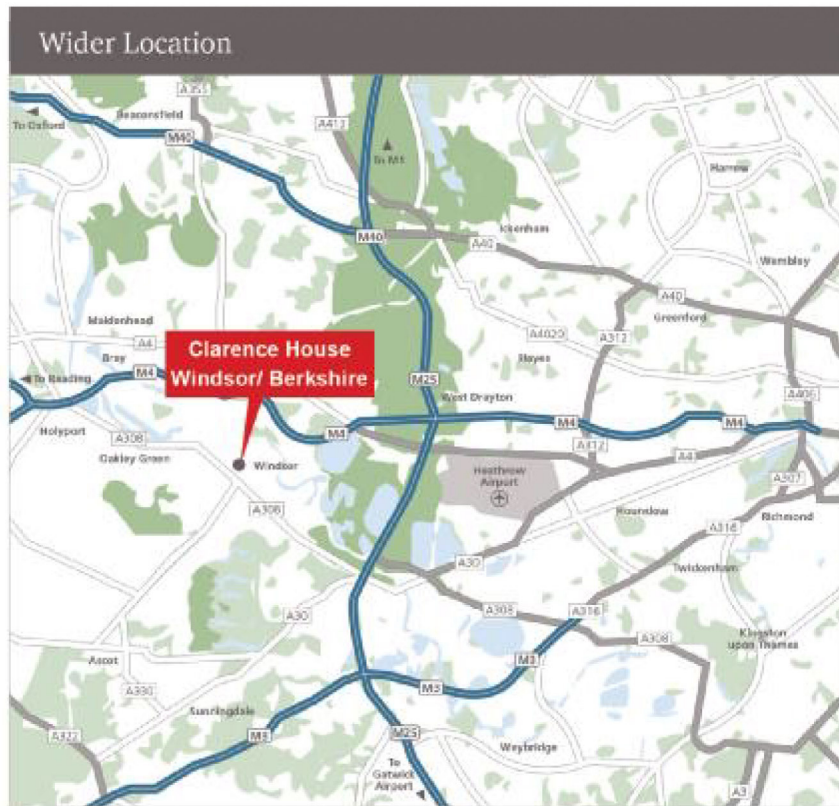 Wider Location
A355
To Oxford
Beaconsfield
A413
M40
To M1
Harrow
M40
Ickenham
A40
Wembley
A40
Maidenhead
Greenford
A4
Clarence House
Windsor/ Berkshire
A4020
A312
Bray
Hayes
To Reading
M4
M25
West Drayton
A406
Holyport
A308
M4
M4
M4
Oakley Green
A312
Windsor
Heathrow
Airport
A4
A307
A308
Hounslow
Richmond
A316
A30
Twickenham
A30
A308
A316
A308
Kingston
upon Thames
Ascot
M3
A330
M3
Sunningdale
A322
M3
M25
Weybridge
To
Gatwick
Airport
A3